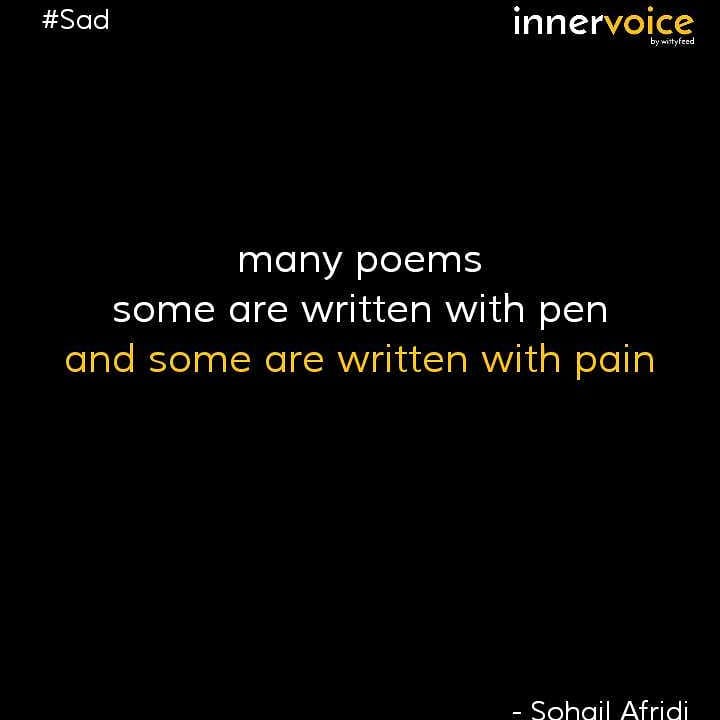 #Sad
innervoice
by wittyfeed
many poems
some are written with pen
and some are written with pain
- Sohail Afridi